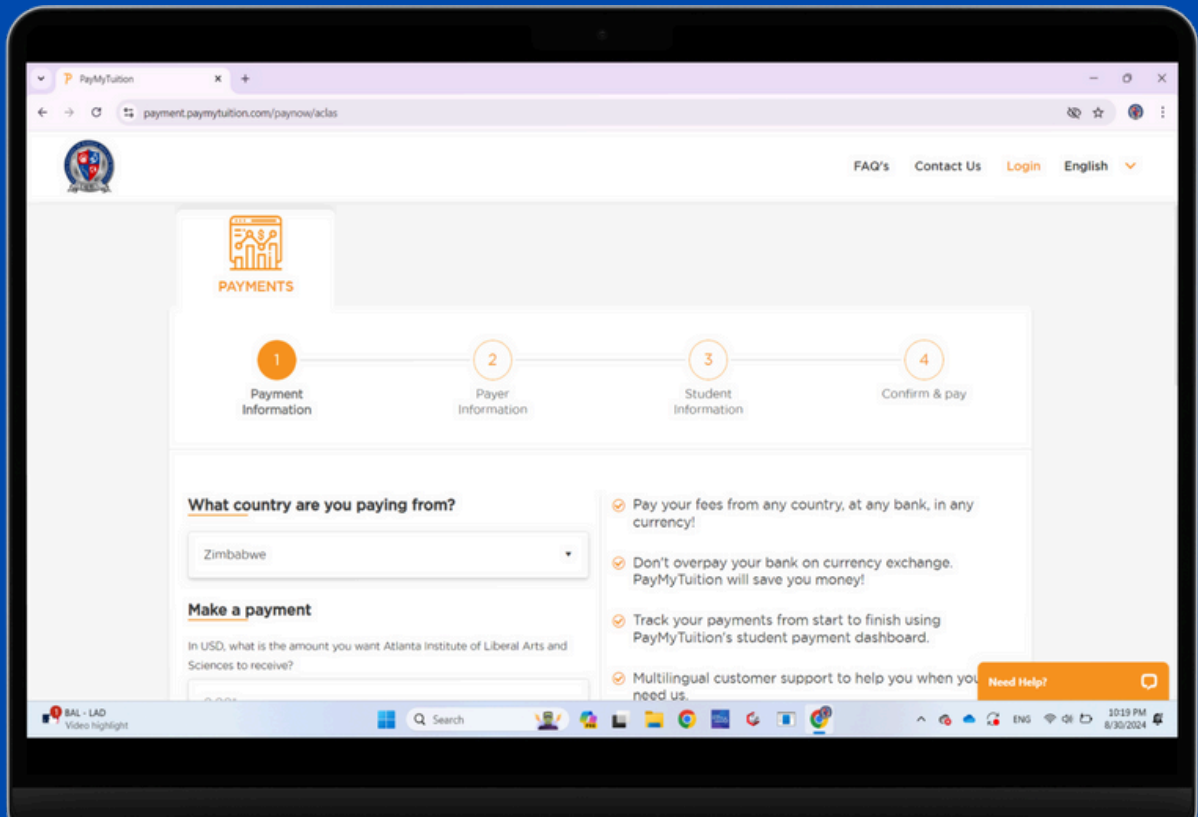 PayMyTuition
payment.paymytuition.com/paynow/aclas
FAQ's Contact Us Login English
PAYMENTS
1 2 3 4
Payment Information
Payer Information
Student Information
Confirm & pay
What country are you paying from?
Zimbabwe
Make a payment
In USD, what is the amount you want Atlanta Institute of Liberal Arts and
Sciences to receive?
Pay your fees from any country, at any bank, in any
currency!
Don't overpay your bank on currency exchange.
PayMyTuition will save you money!
Track your payments from start to finish using
PayMyTuition's student payment dashboard.
Multilingual customer support to help you when you
need us.
Need Help?
1
BAL - LAD
Video highlight
Search
ENG
10:19 PM
8/30/2024